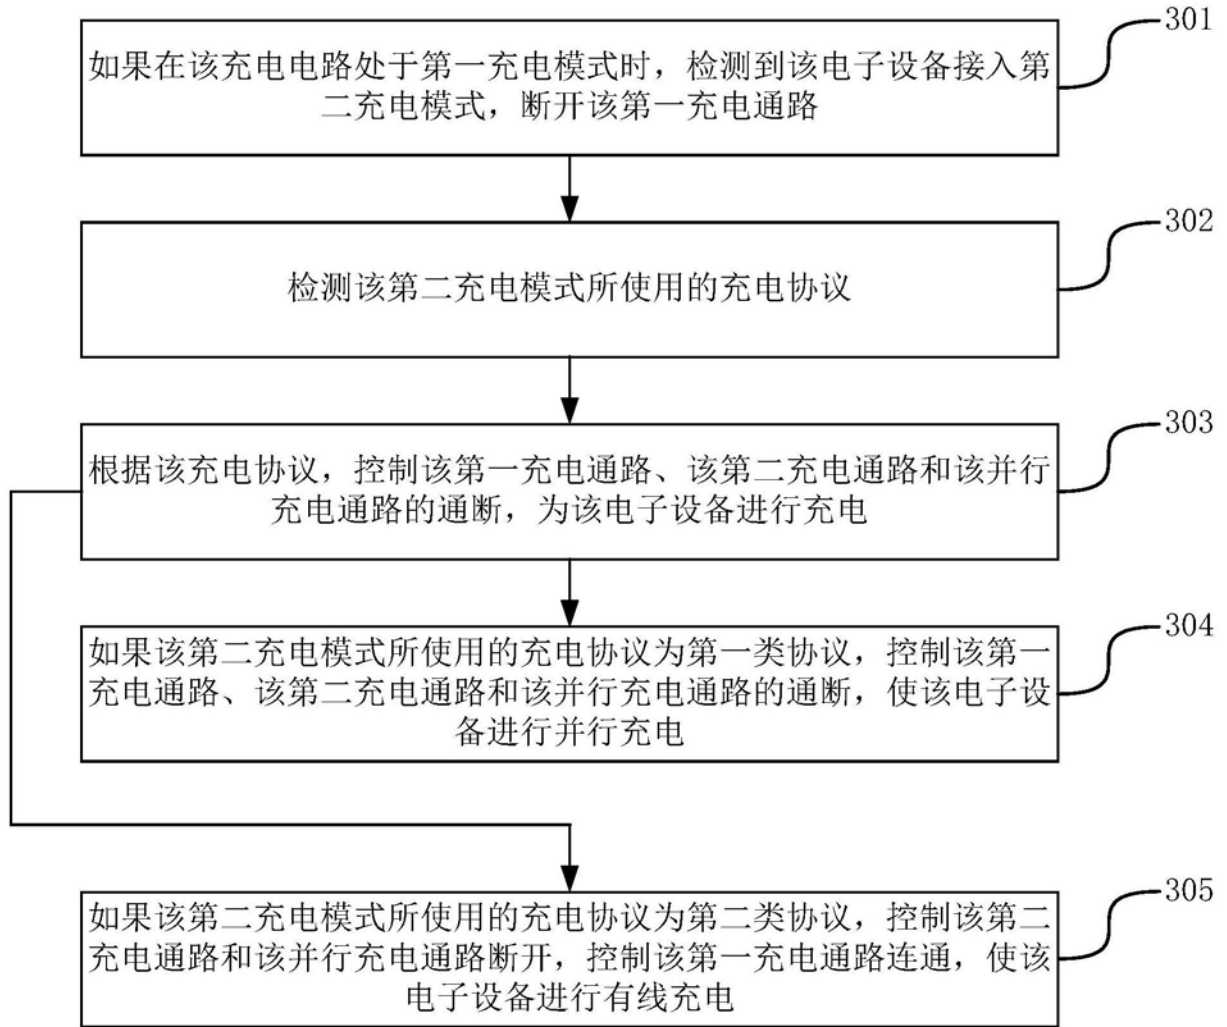 301
如果在该充电电路处于第一充电模式时，检测到该电子设备接入第
二充电模式，断开该第一充电通路
302
检测该第二充电模式所使用的充电协议
303
根据该充电协议，控制该第一充电通路、该第二充电通路和该并行
充电通路的通断，为该电子设备进行充电
304
如果该第二充电模式所使用的充电协议为第一类协议，控制该第一
充电通路、该第二充电通路和该并行充电通路的通断，使该电子设
备进行并行充电
305
如果该第二充电模式所使用的充电协议为第二类协议，控制该第二
充电通路和该并行充电通路断开，控制该第一充电通路连通，使该
电子设备进行有线充电